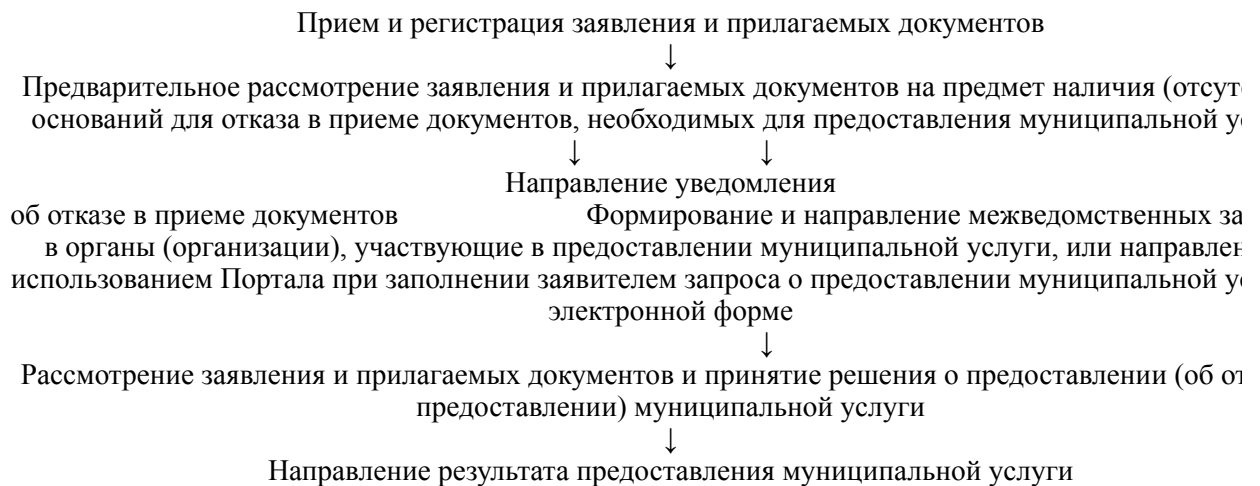 Прием и регистрация заявления и прилагаемых документов
↓
Предварительное рассмотрение заявления и прилагаемых документов на предмет наличия (отсут
оснований для отказа в приеме документов, необходимых для предоставления муниципальной ус
↓ ↓
Направление уведомления
об отказе в приеме документов Формирование и направление межведомственных за
в органы (организации), участвующие в предоставлении муниципальной услуги, или направлен
использованием Портала при заполнении заявителем запроса о предоставлении муниципальной ус
электронной форме
↓
Рассмотрение заявления и прилагаемых документов и принятие решения о предоставлении (об от
предоставлении) муниципальной услуги
↓
Направление результата предоставления муниципальной услуги